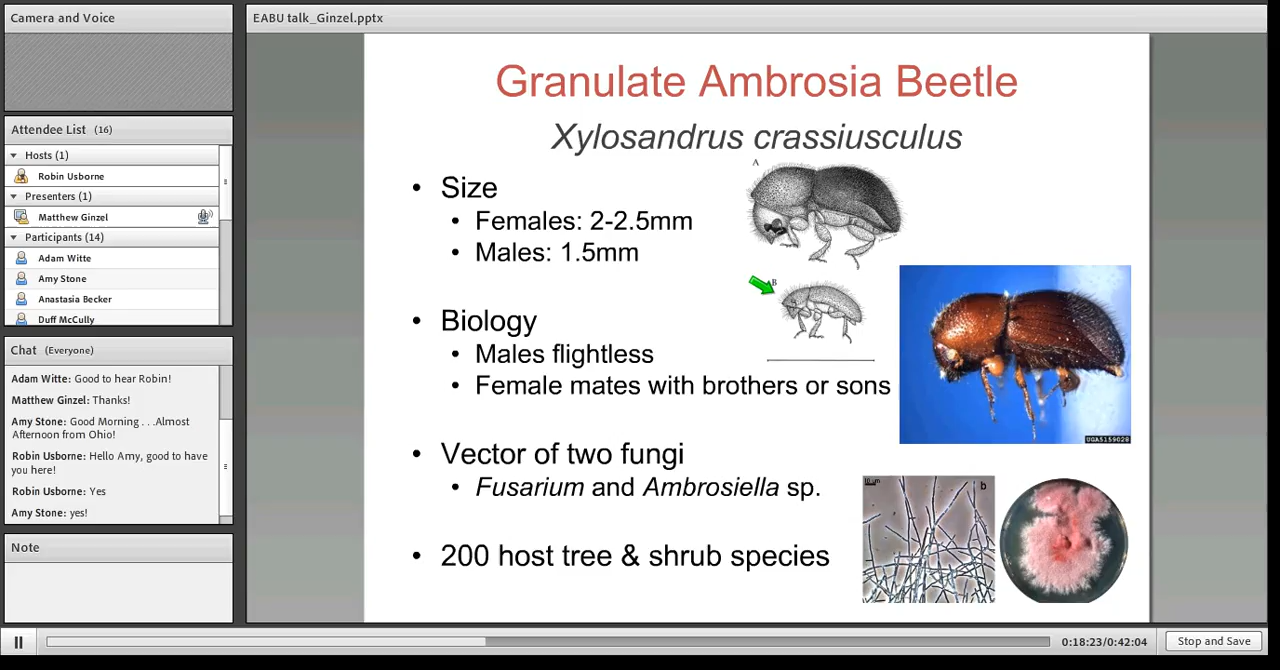 Camera and Voice
Attendee List (16)
Hosts (1)
Robin Usborne
Presenters (1)
Matthew Ginzel
Participants (14)
Adam Witte
Amy Stone
Anastasia Becker
Duff McCully
Chat (Everyone)
Adam Witte: Good to hear Robin!
Matthew Ginzel: Thanks!
Amy Stone: Good Morning . . .Almost
Afternoon from Ohio!
Robin Usborne: Hello Amy, good to have
you here!
Robin Usborne: Yes
Amy Stone: yes!
Note
EABU talk_Ginzel.pptx
Granulate Ambrosia Beetle
Xylosandrus crassiusculus
• Size
• Females: 2-2.5mm
• Males: 1.5mm
• Biology
• Males flightless
• Female mates with brothers or sons
• Vector of two fungi
• Fusarium and Ambrosiella sp.
• 200 host tree & shrub species
A
B
UGA5159028
10 µm
b
0:18:23/0:42:04
Stop and Save